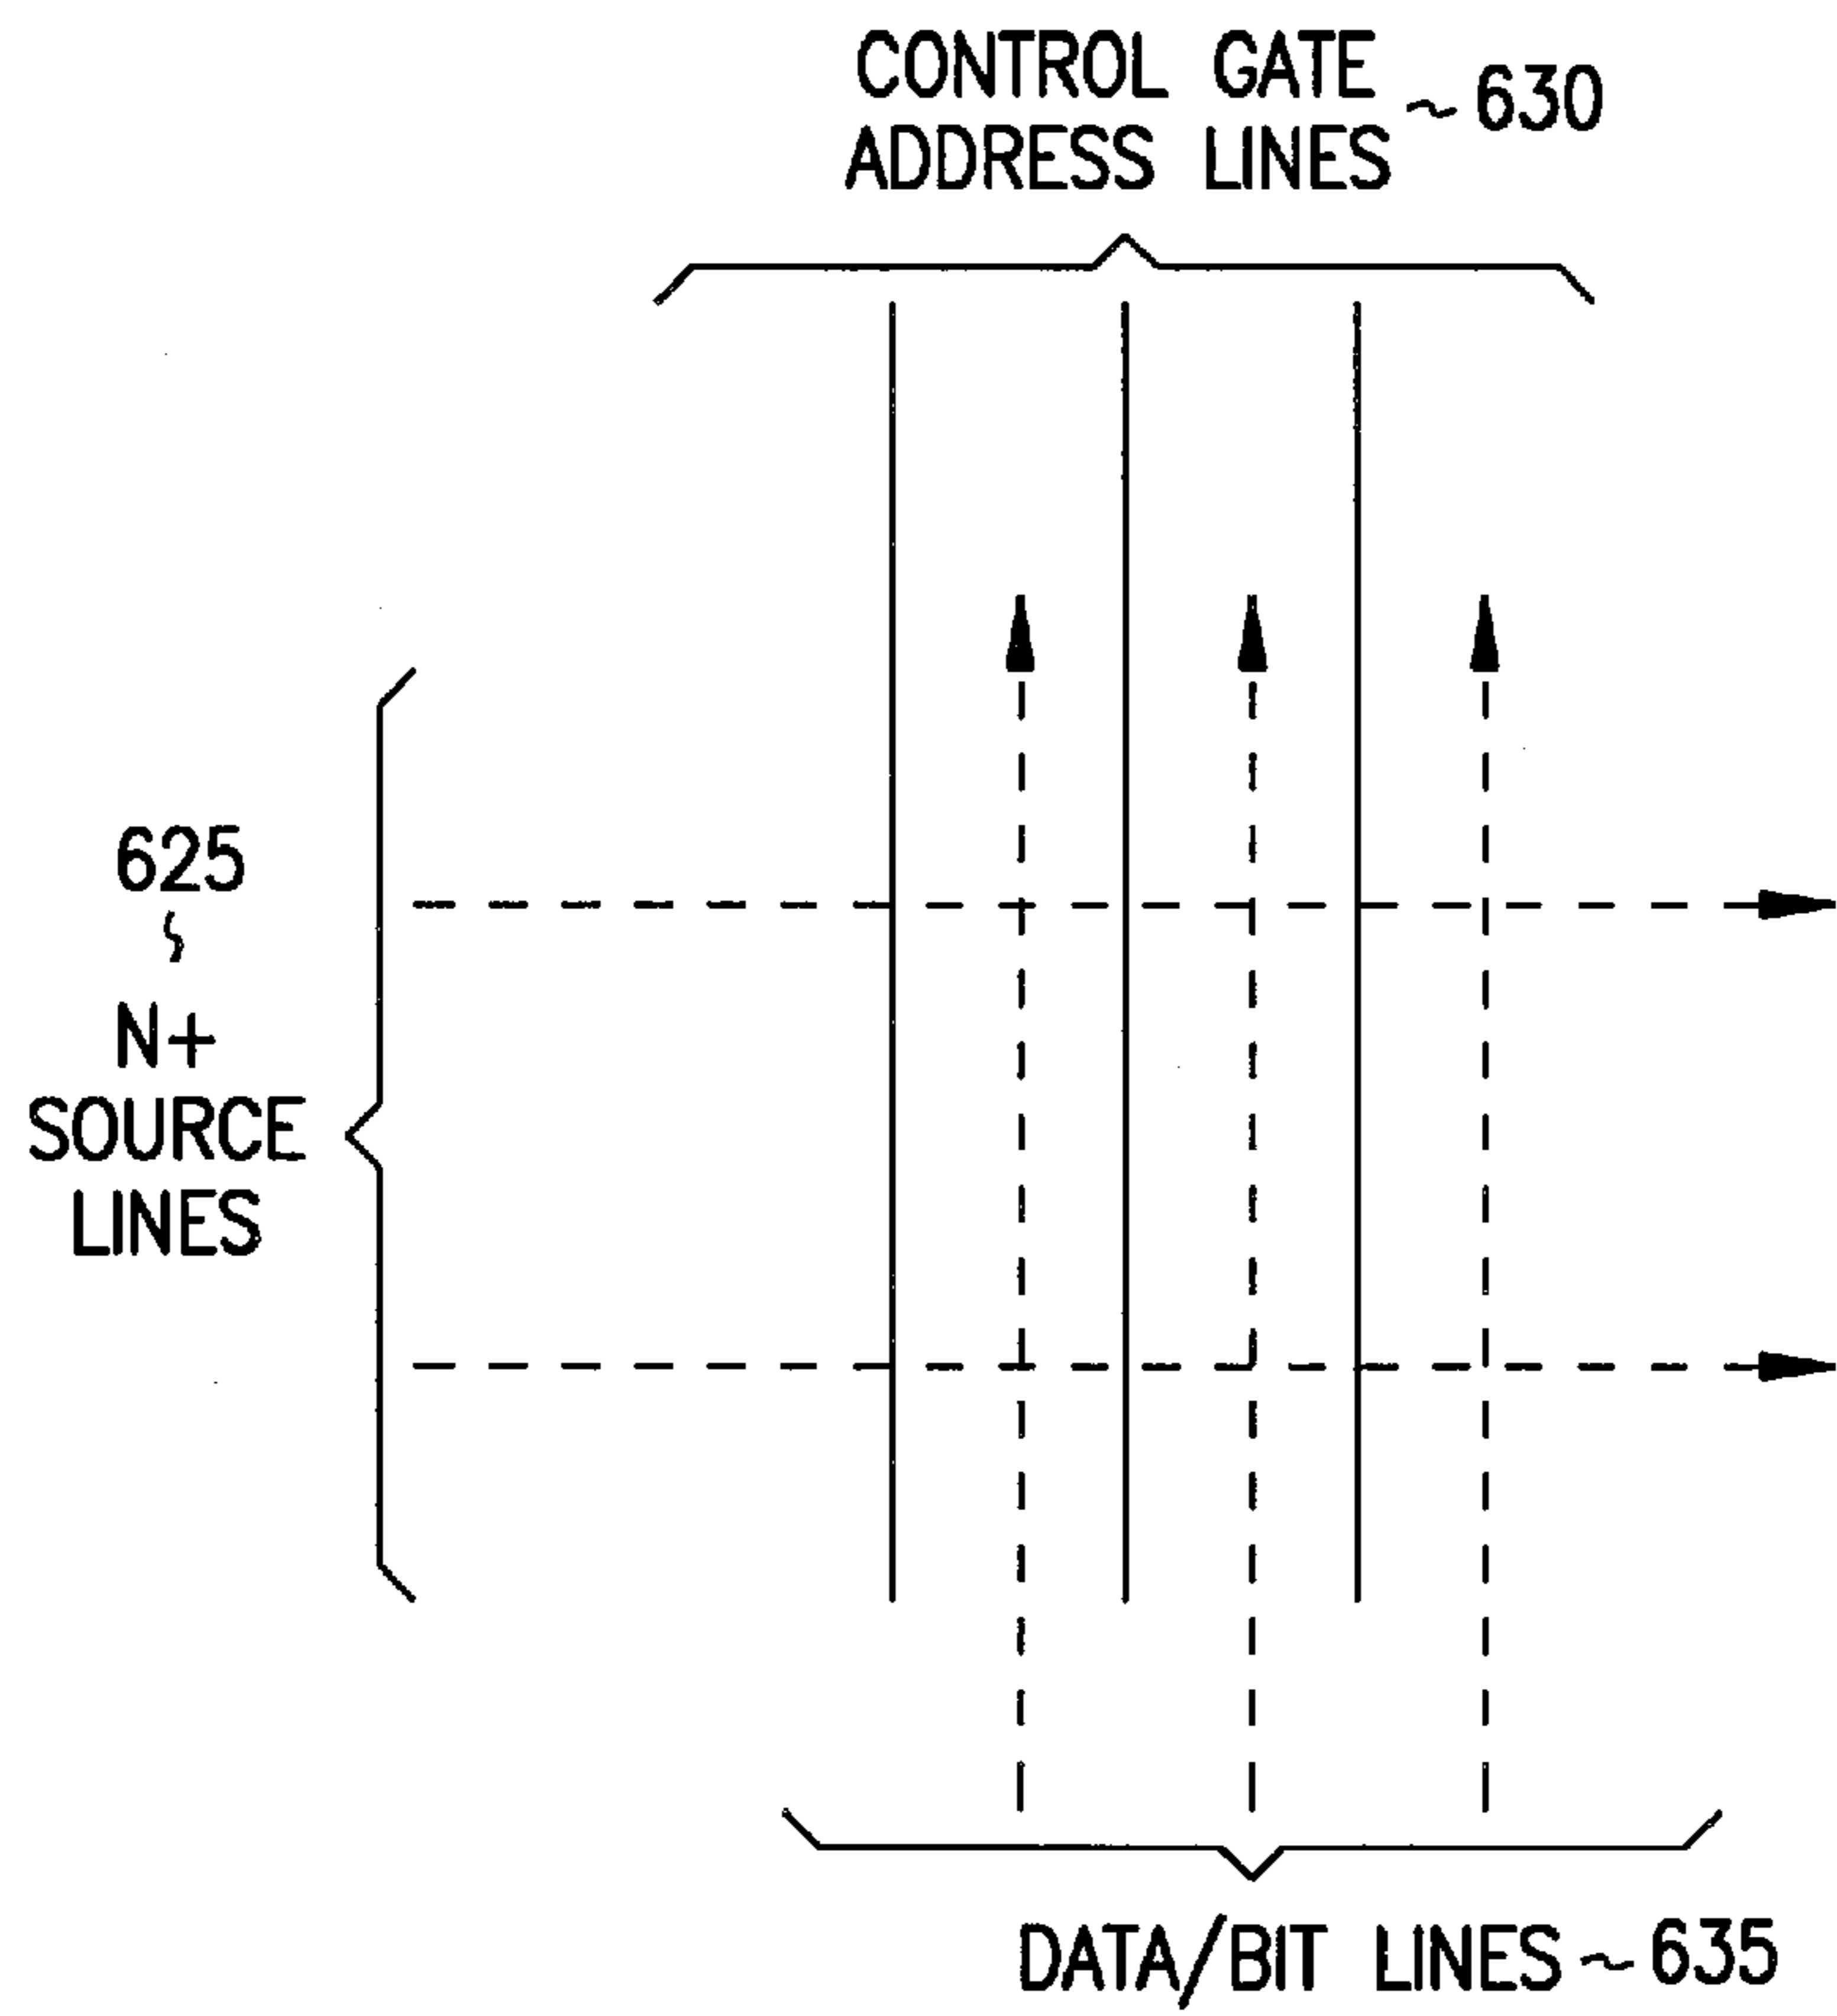 CONTROL GATE
ADDRESS LINES ~630
625
N+
SOURCE
LINES
DATA/BIT LINES ~635